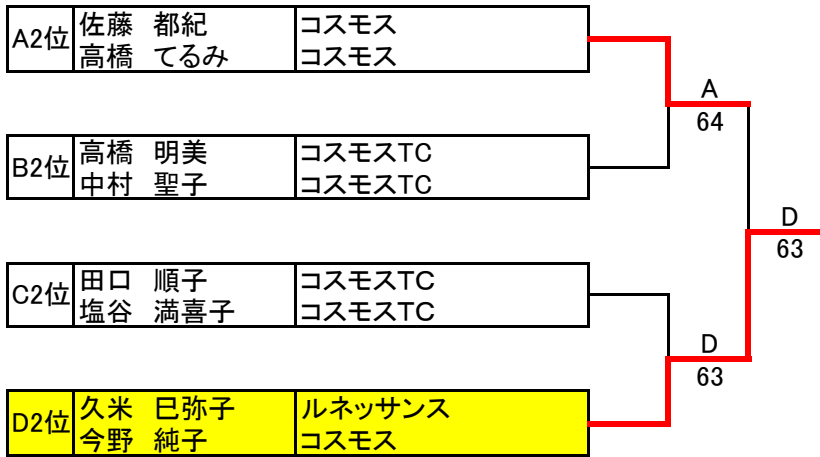 A2位 佐藤 都紀 コスモス
高橋 てるみ コスモス
A
64
B2位 高橋 明美 コスモスTC
中村 聖子 コスモスTC
D
63
C2位 田口 順子 コスモスTC
塩谷 満喜子 コスモスTC
D
63
D2位 久米 巳弥子 ルネッサンス
今野 純子 コスモス